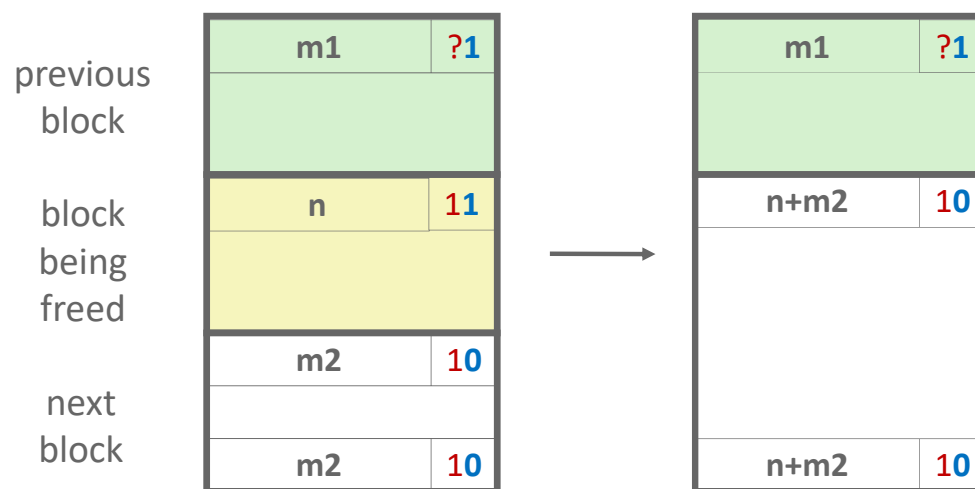 m1 ?1
previous
block
n 11
block
being
freed
m2 10
next
block
m2 10
m1 ?1
n+m2 10
n+m2 10